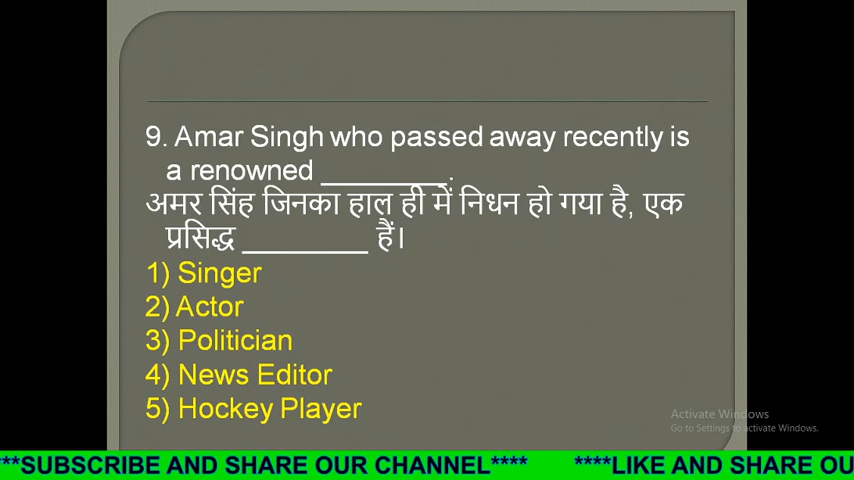 9. Amar Singh who passed away recently is
a renowned ________.
अमर सिंह जिनका हाल ही में निधन हो गया है, एक
प्रसिद्ध ________ हैं।
1) Singer
2) Actor
3) Politician
4) News Editor
5) Hockey Player
Activate Windows
Go to Settings to activate Windows.
***SUBSCRIBE AND SHARE OUR CHANNEL**** ****LIKE AND SHARE OU